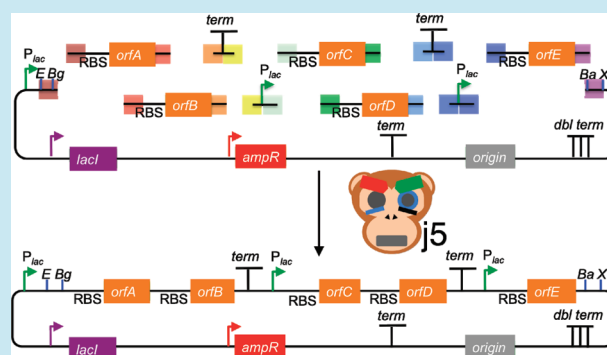 term term
orfA orfC orfE
RBS RBS RBS
P lac
E Bg
P lac P lac
Ba X
orfB orfD
RBS RBS
term dbl term
lacI ampR origin
j5
P lac term P lac term P lac
E Bg Ba X
orfA orfB orfC orfD orfE
RBS RBS RBS RBS RBS
term dbl term
lacI ampR origin